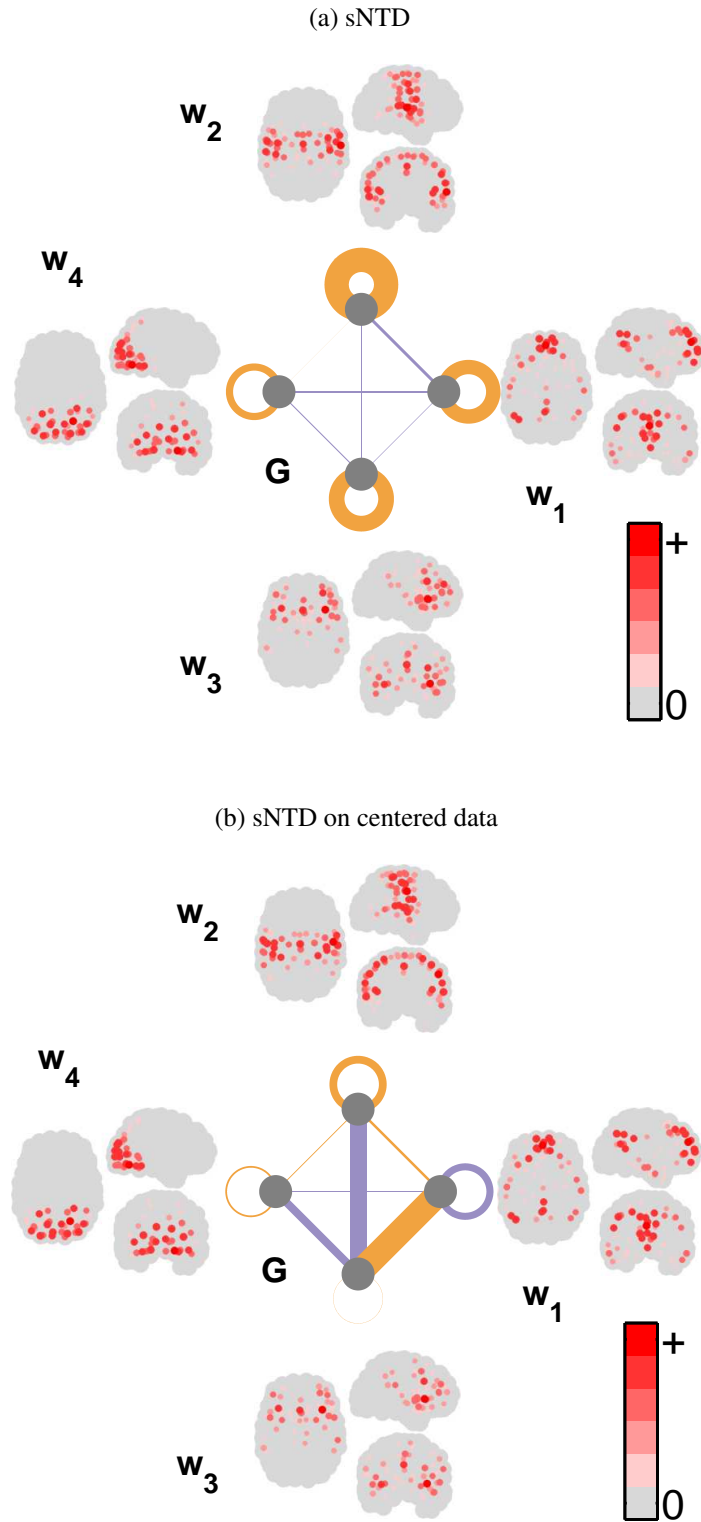 (a) sNTD
w2
w4
G
w1
+
w3
0
(b) sNTD on centered data
w2
w4
G
w1
+
w3
0